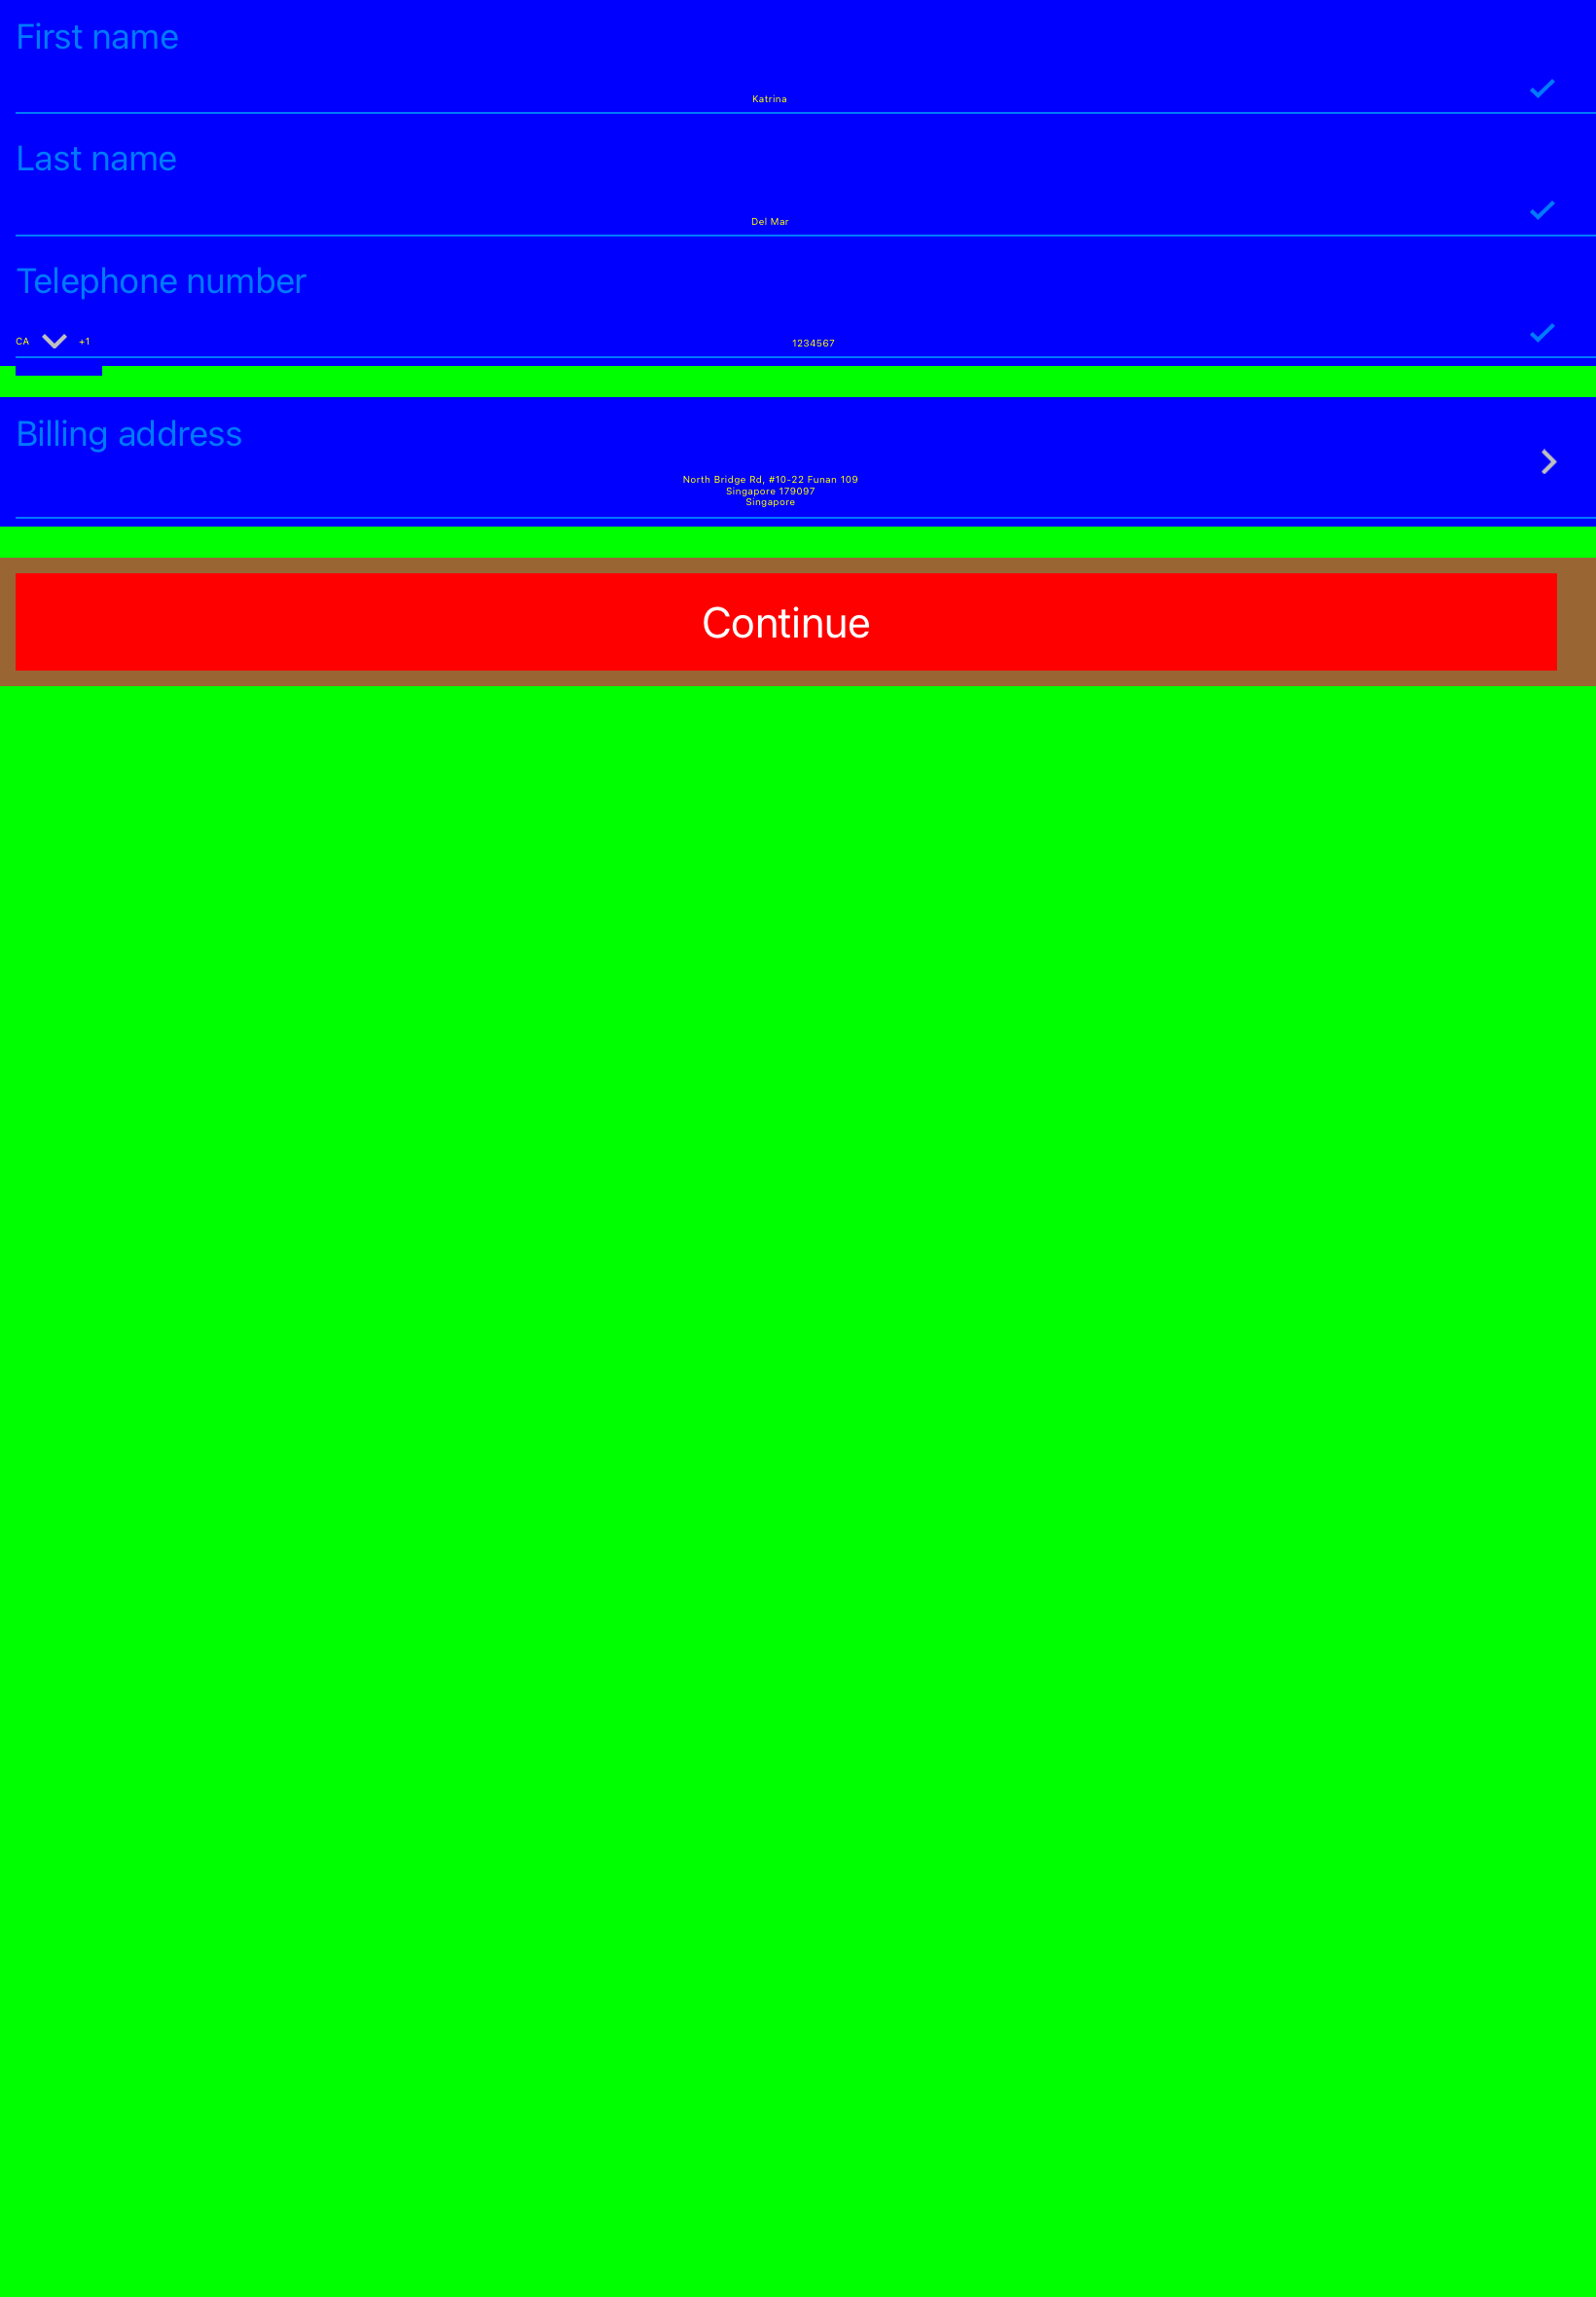 First name
Katrina
Last name
Del Mar
Telephone number
CA +1 1234567
Billing address
North Bridge Rd, #10-22 Funan 109
Singapore 179097
Singapore
Continue